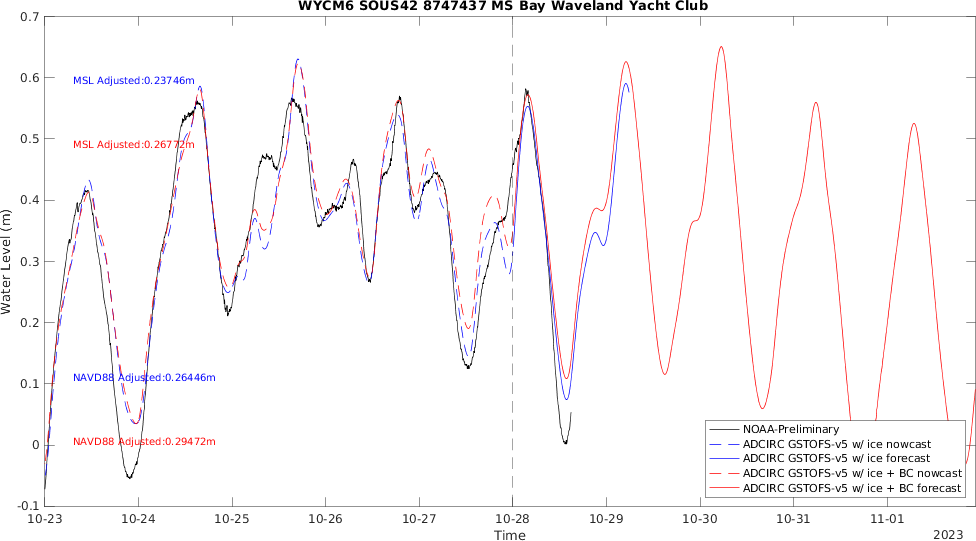 WYCM6 SOUS42 8747437 MS Bay Waveland Yacht Club
0.7
0.6
0.5
0.4
0.3
0.2
0.1
0
-0.1
Water Level (m)
MSL Adjusted:0.23746m
MSL Adjusted:0.26772m
NAVD88 Adjusted:0.26446m
NAVD88 Adjusted:0.29472m
NOAA-Preliminary
ADCIRC GSTOFS-v5 w/ ice nowcast
ADCIRC GSTOFS-v5 w/ ice forecast
ADCIRC GSTOFS-v5 w/ ice + BC nowcast
ADCIRC GSTOFS-v5 w/ ice + BC forecast
10-23 10-24 10-25 10-26 10-27 10-28 10-29 10-30 10-31 11-01
Time
2023